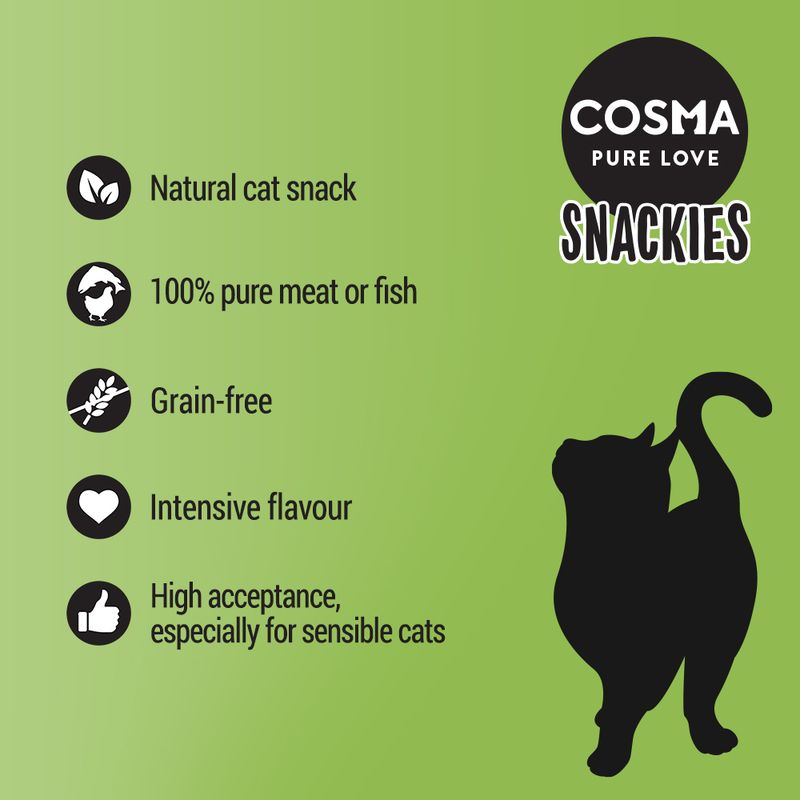 COSMA
PURE LOVE
SNACKIES
Natural cat snack
100% pure meat or fish
Grain-free
Intensive flavour
High acceptance,
especially for sensible cats